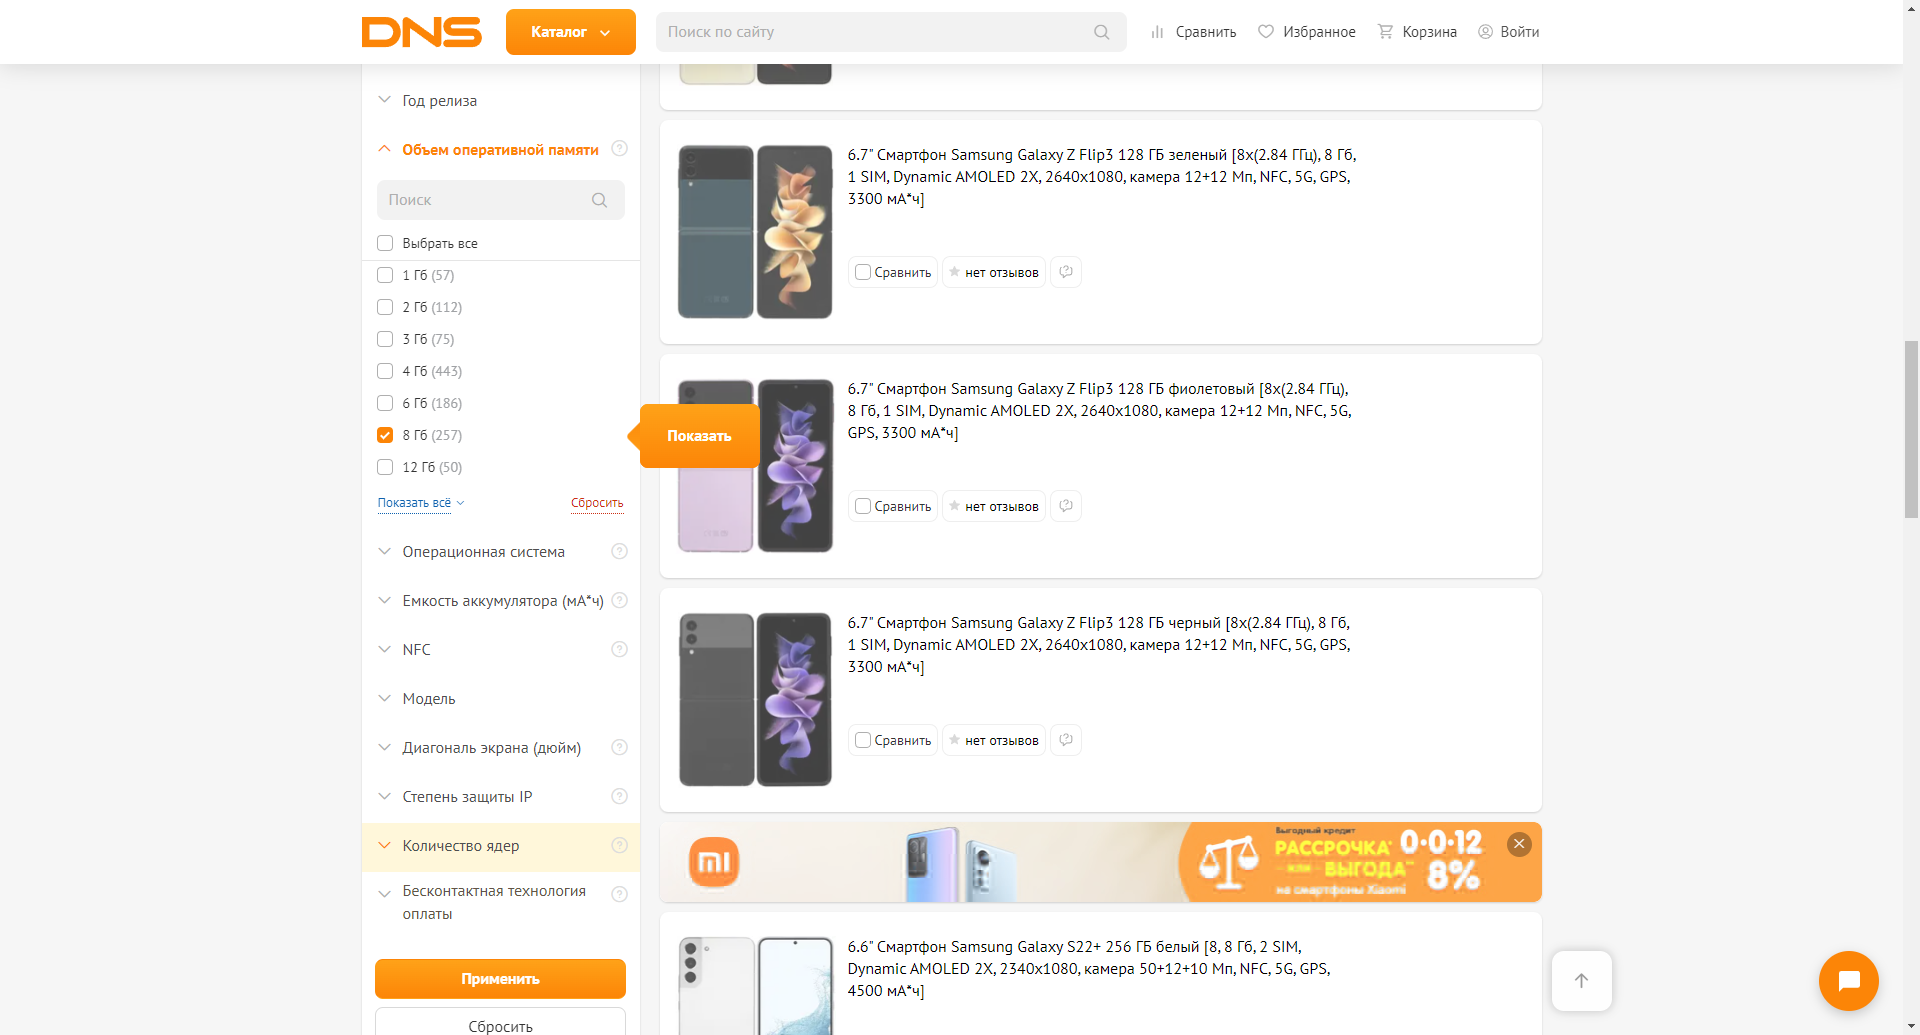 DNS
Каталог
Поиск по сайту
Сравнить
Избранное
Корзина
Войти
Год релиза
Объем оперативной памяти
Поиск
Выбрать все
1 Гб (57)
2 Гб (112)
3 Гб (75)
4 Гб (443)
6 Гб (186)
8 Гб (257)
12 Гб (50)
Показать всё
Сбросить
Показать
Операционная система
Емкость аккумулятора (мА*ч)
NFC
Модель
Диагональ экрана (дюйм)
Степень защиты IP
Количество ядер
Бесконтактная технология
оплаты
Применить
Сбросить
6.7" Смартфон Samsung Galaxy Z Flip3 128 ГБ зеленый [8x(2.84 ГГц), 8 Гб,
1 SIM, Dynamic AMOLED 2X, 2640x1080, камера 12+12 Мп, NFC, 5G, GPS,
3300 мА*ч]
Сравнить
нет отзывов
6.7" Смартфон Samsung Galaxy Z Flip3 128 ГБ фиолетовый [8x(2.84 ГГц),
8 Гб, 1 SIM, Dynamic AMOLED 2X, 2640x1080, камера 12+12 Мп, NFC, 5G,
GPS, 3300 мА*ч]
Сравнить
нет отзывов
6.7" Смартфон Samsung Galaxy Z Flip3 128 ГБ черный [8x(2.84 ГГц), 8 Гб,
1 SIM, Dynamic AMOLED 2X, 2640x1080, камера 12+12 Мп, NFC, 5G, GPS,
3300 мА*ч]
Сравнить
нет отзывов
mi
Выгодный кредит
РАССРОЧКА* 0-0-12
или ВЫГОДА** 8%
на смартфоны Xiaomi
6.6" Смартфон Samsung Galaxy S22+ 256 ГБ белый [8, 8 Гб, 2 SIM,
Dynamic AMOLED 2X, 2340x1080, камера 50+12+10 Мп, NFC, 5G, GPS,
4500 мА*ч]